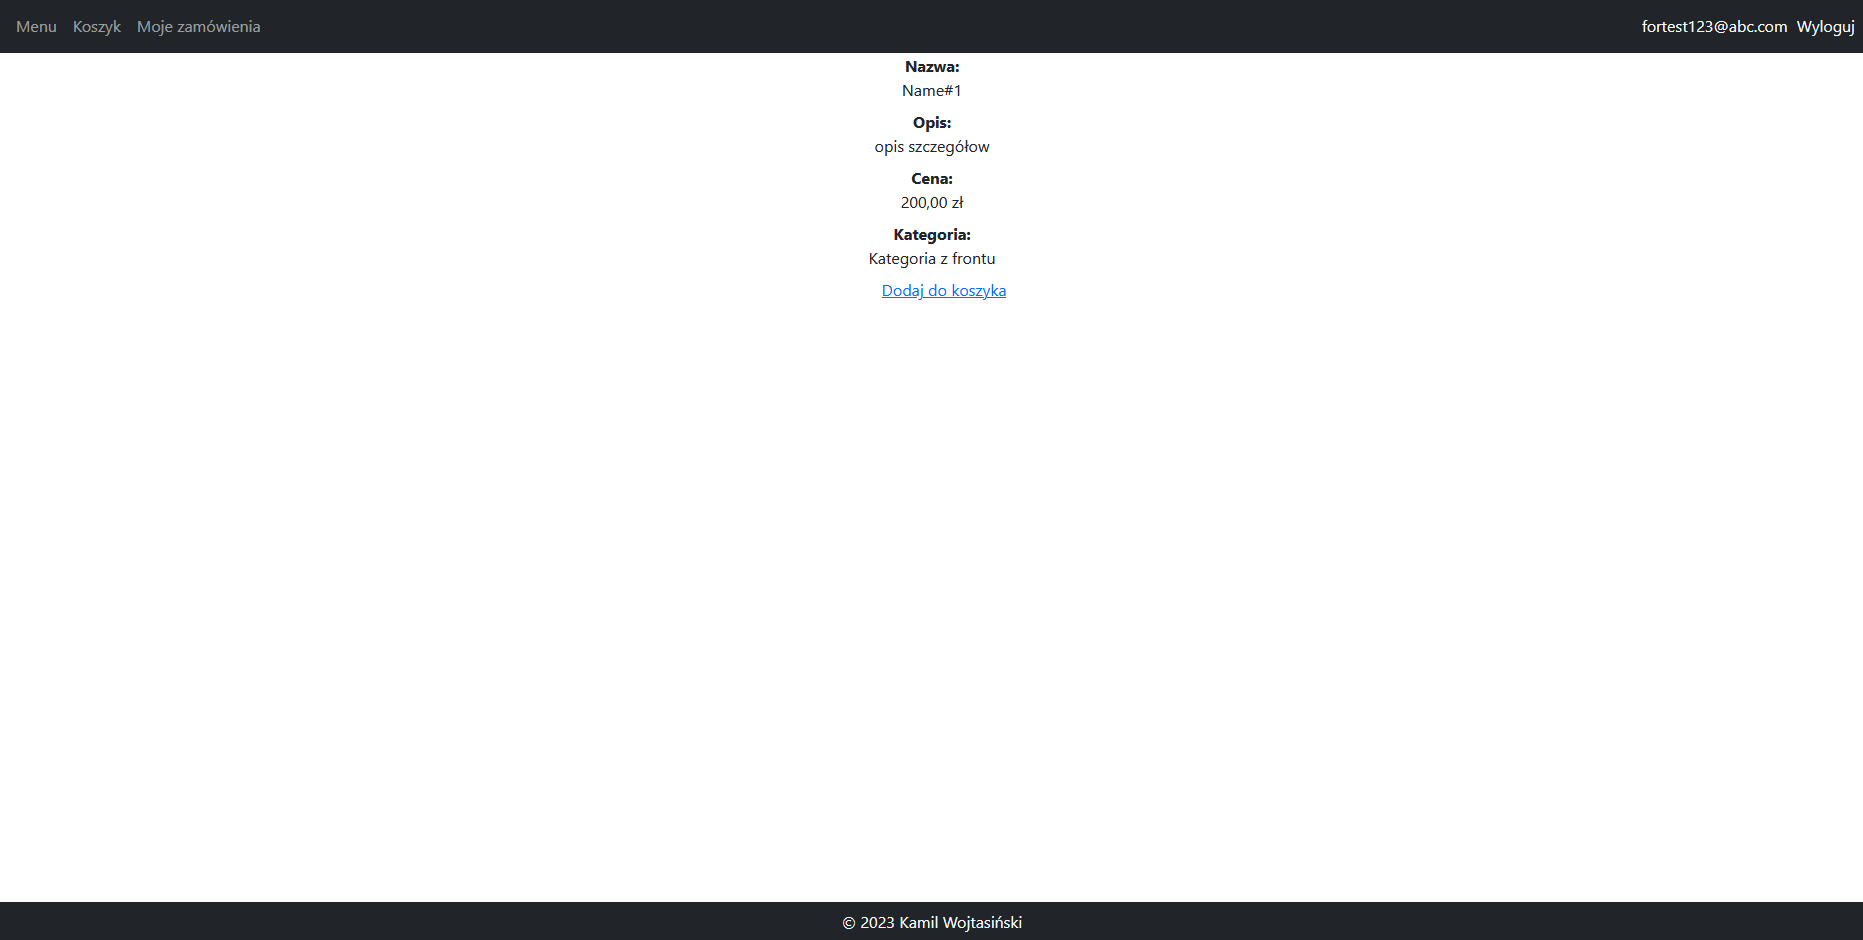 Menu Koszyk Moje zamówienia fortest123@abc.com Wyloguj
Nazwa:
Name#1
Opis:
opis szczegółow
Cena:
200,00 zł
Kategoria:
Kategoria z frontu
Dodaj do koszyka
© 2023 Kamil Wojtasiński